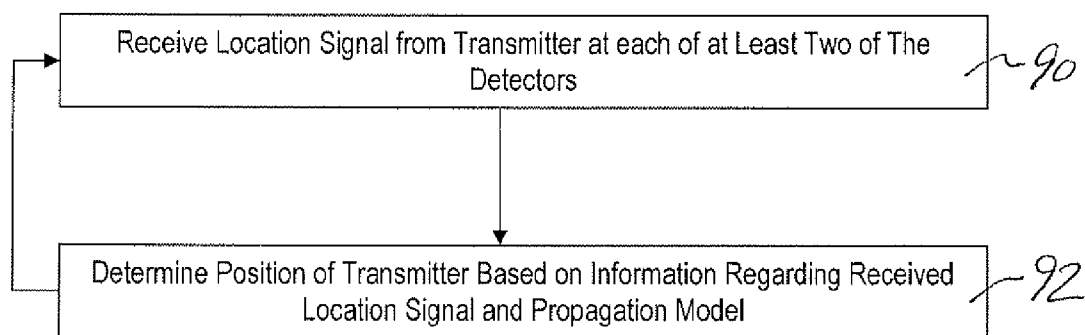 Receive Location Signal from Transmitter at each of at Least Two of The
Detectors
90
Determine Position of Transmitter Based on Information Regarding Received
Location Signal and Propagation Model
92